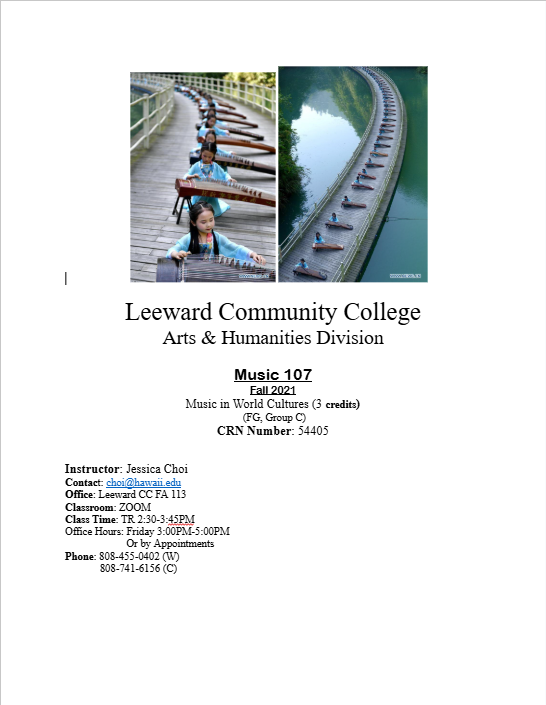 Leeward Community College
Arts & Humanities Division
Music 107
Fall 2021
Music in World Cultures (3 credits)
(FG, Group C)
CRN Number: 54405
Instructor: Jessica Choi
Contact: choi@hawaii.edu
Office: Leeward CC FA 113
Classroom: ZOOM
Class Time: TR 2:30-3:45PM
Office Hours: Friday 3:00PM-5:00PM
Or by Appointments
Phone: 808-455-0402 (W)
808-741-6156 (C)